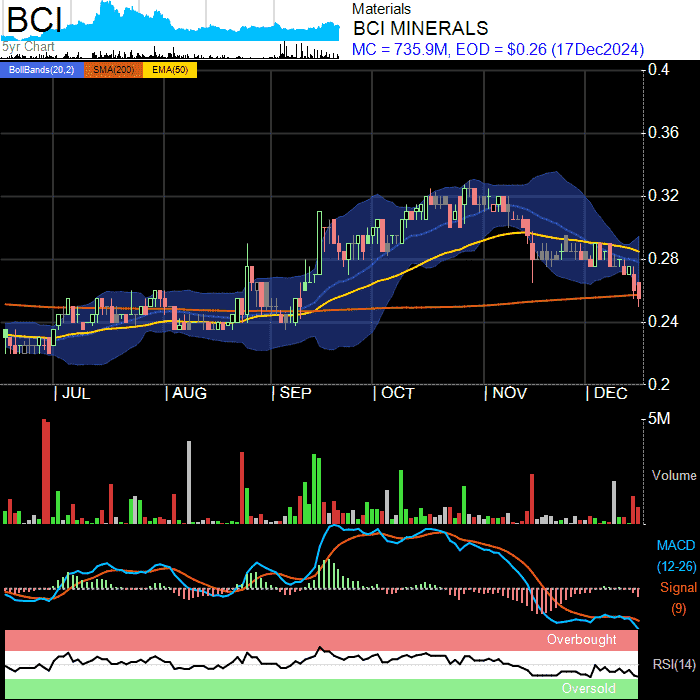 BCI
5yr Chart
Materials
BCI MINERALS
MC = 735.9M, EOD = $0.26 (17Dec2024)
BollBands(20,2) SMA(200) EMA(50)
0.4
0.36
0.32
0.28
0.24
0.2
JUL AUG SEP OCT NOV DEC
5M
Volume
MACD
(12-26)
Signal
(9)
Overbought
RSI(14)
Oversold